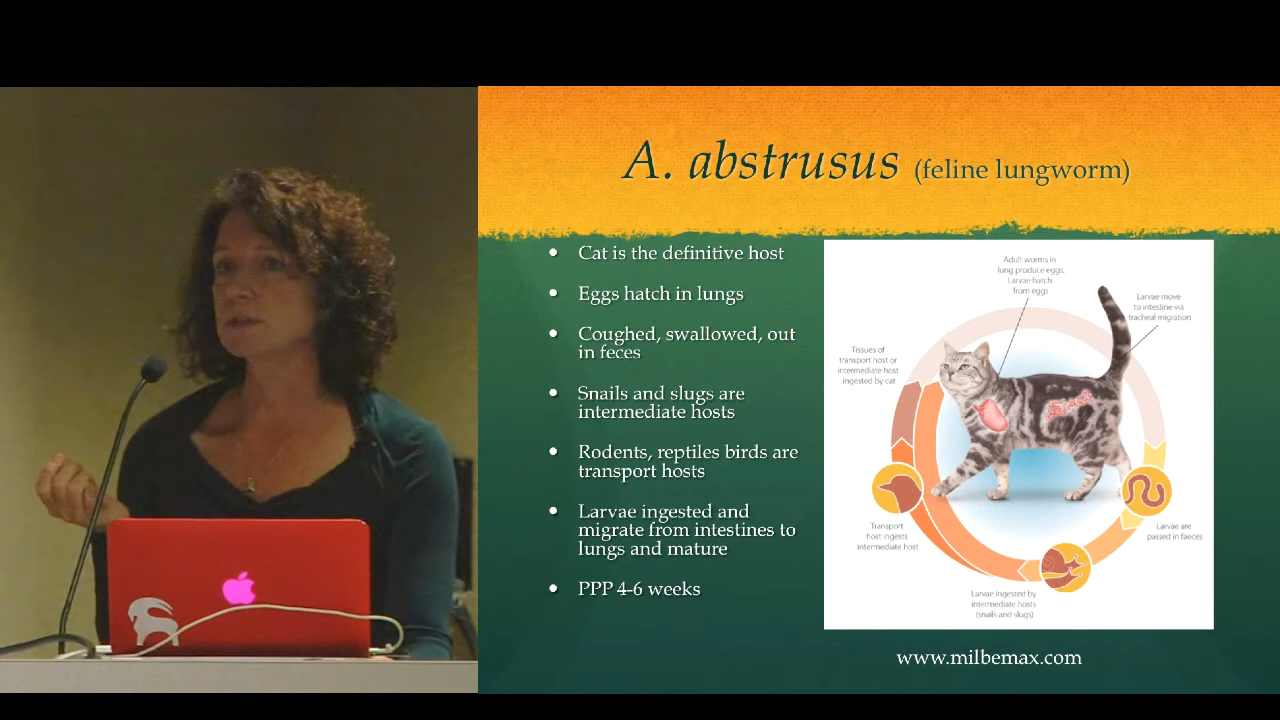 A. abstrusus (feline lungworm)
Cat is the definitive host
Eggs hatch in lungs
Coughed, swallowed, out
in feces
Snails and slugs are
intermediate hosts
Rodents, reptiles birds are
transport hosts
Larvae ingested and
migrate from intestines to
lungs and mature
PPP 4-6 weeks
Adult worms in
lung produce eggs,
Larvae hatch
from eggs
Larvae move
to intestine via
tracheal migration
Tissues of
transport host or
intermediate host
ingested by cat
Transport
host ingests
intermediate host
Larvae are
passed in faeces
Larvae ingested by
intermediate hosts
(snails and slugs)
www.milbemax.com